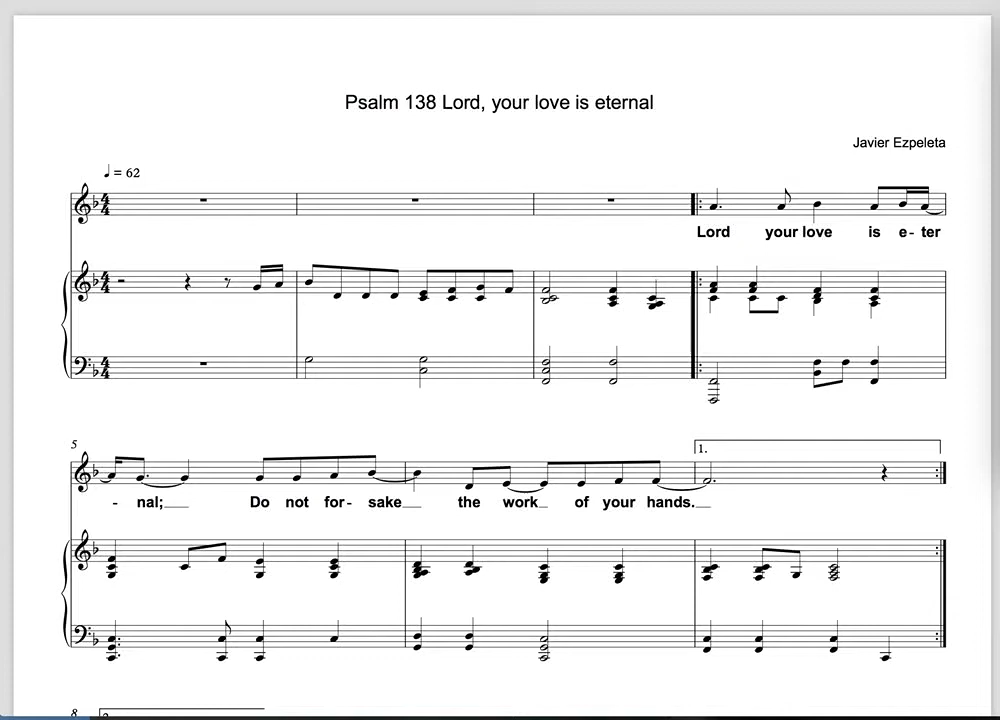 Psalm 138 Lord, your love is eternal
Javier Ezpeleta
♩ = 62
Lord your love is e - ter
5
1.
- nal; Do not for - sake the work of your hands.
8
2.